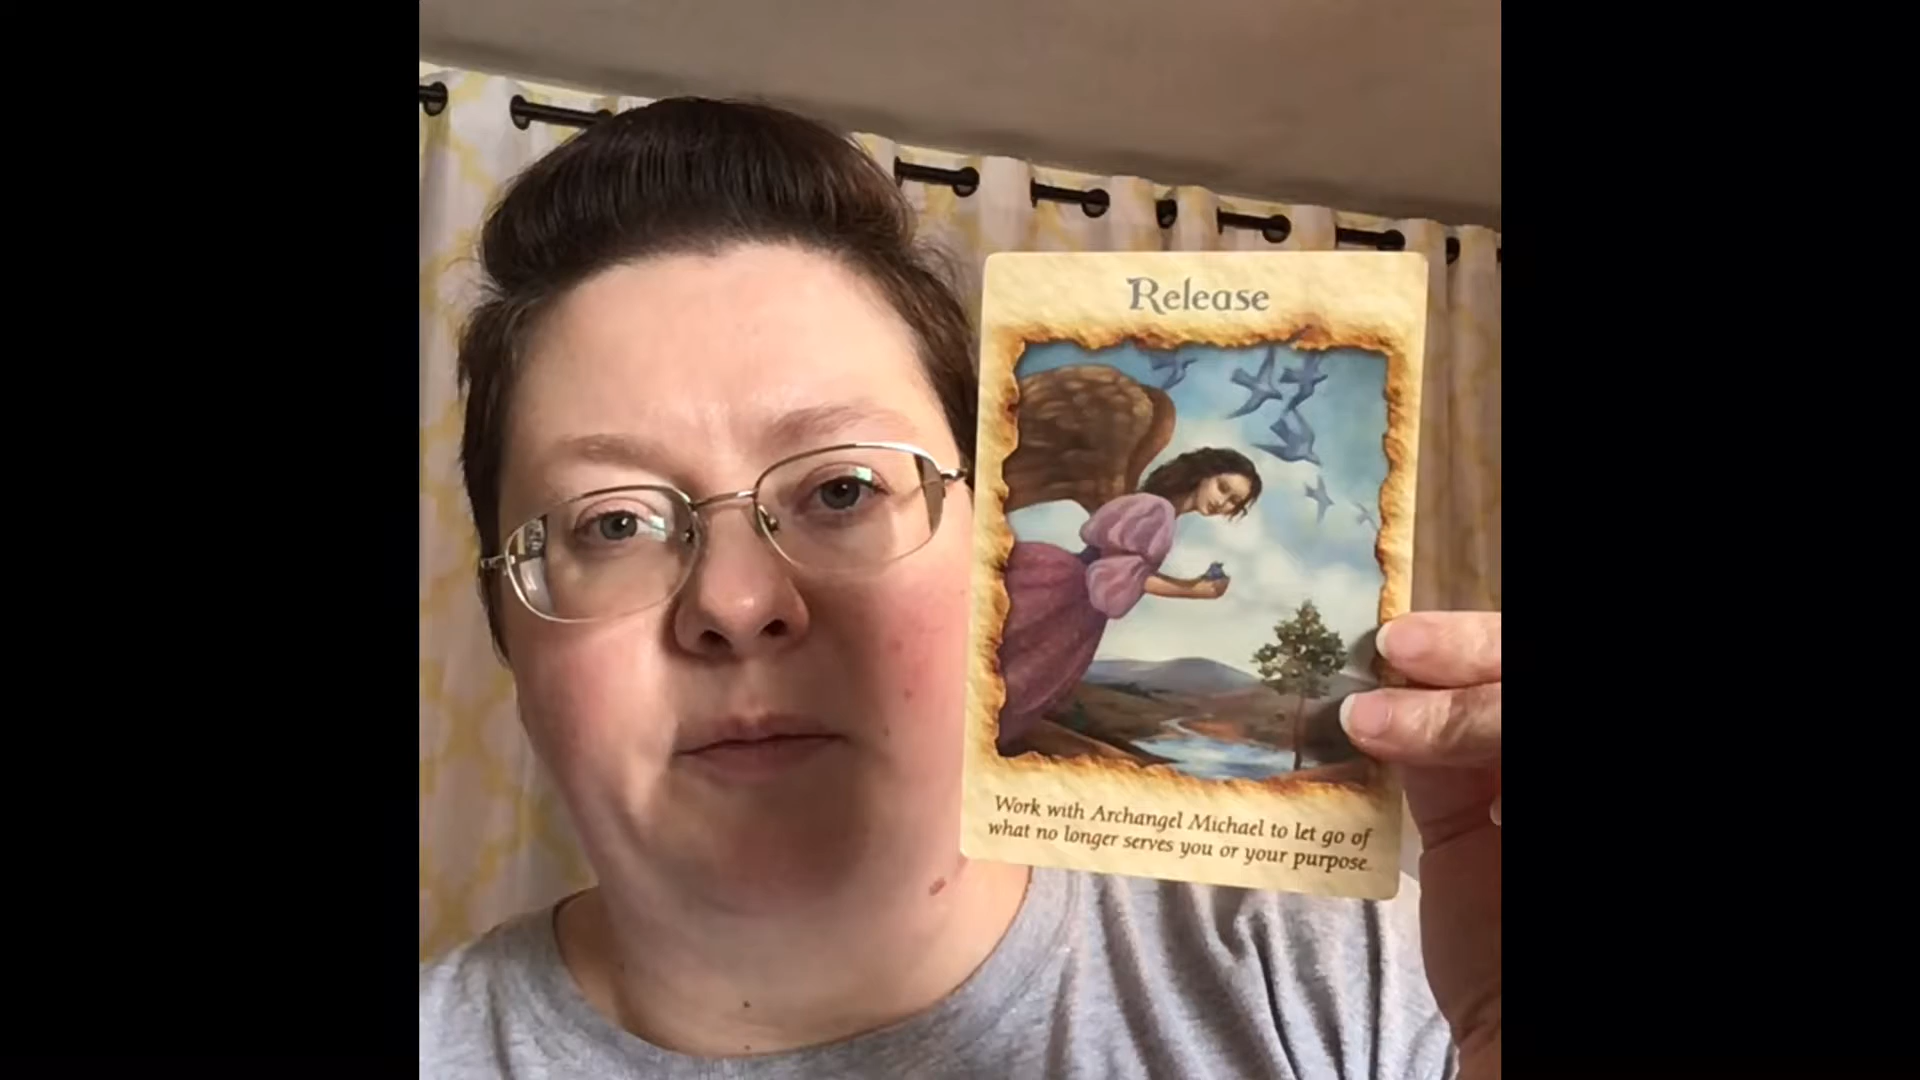 Release
Work with Archangel Michael to let go of
what no longer serves you or your purpose.